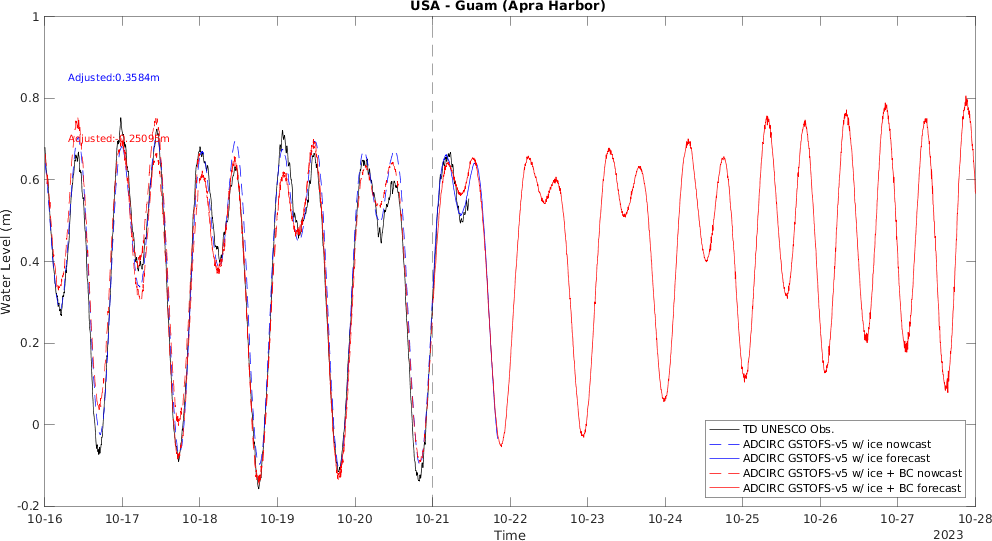 USA - Guam (Apra Harbor)
1
0.8
0.6
0.4
0.2
0
-0.2
Water Level (m)
Adjusted:0.3584m
TD UNESCO Obs.
ADCIRC GSTOFS-v5 w/ ice nowcast
ADCIRC GSTOFS-v5 w/ ice forecast
ADCIRC GSTOFS-v5 w/ ice + BC nowcast
ADCIRC GSTOFS-v5 w/ ice + BC forecast
10-16 10-17 10-18 10-19 10-20 10-21 10-22 10-23 10-24 10-25 10-26 10-27 10-28
Time
2023